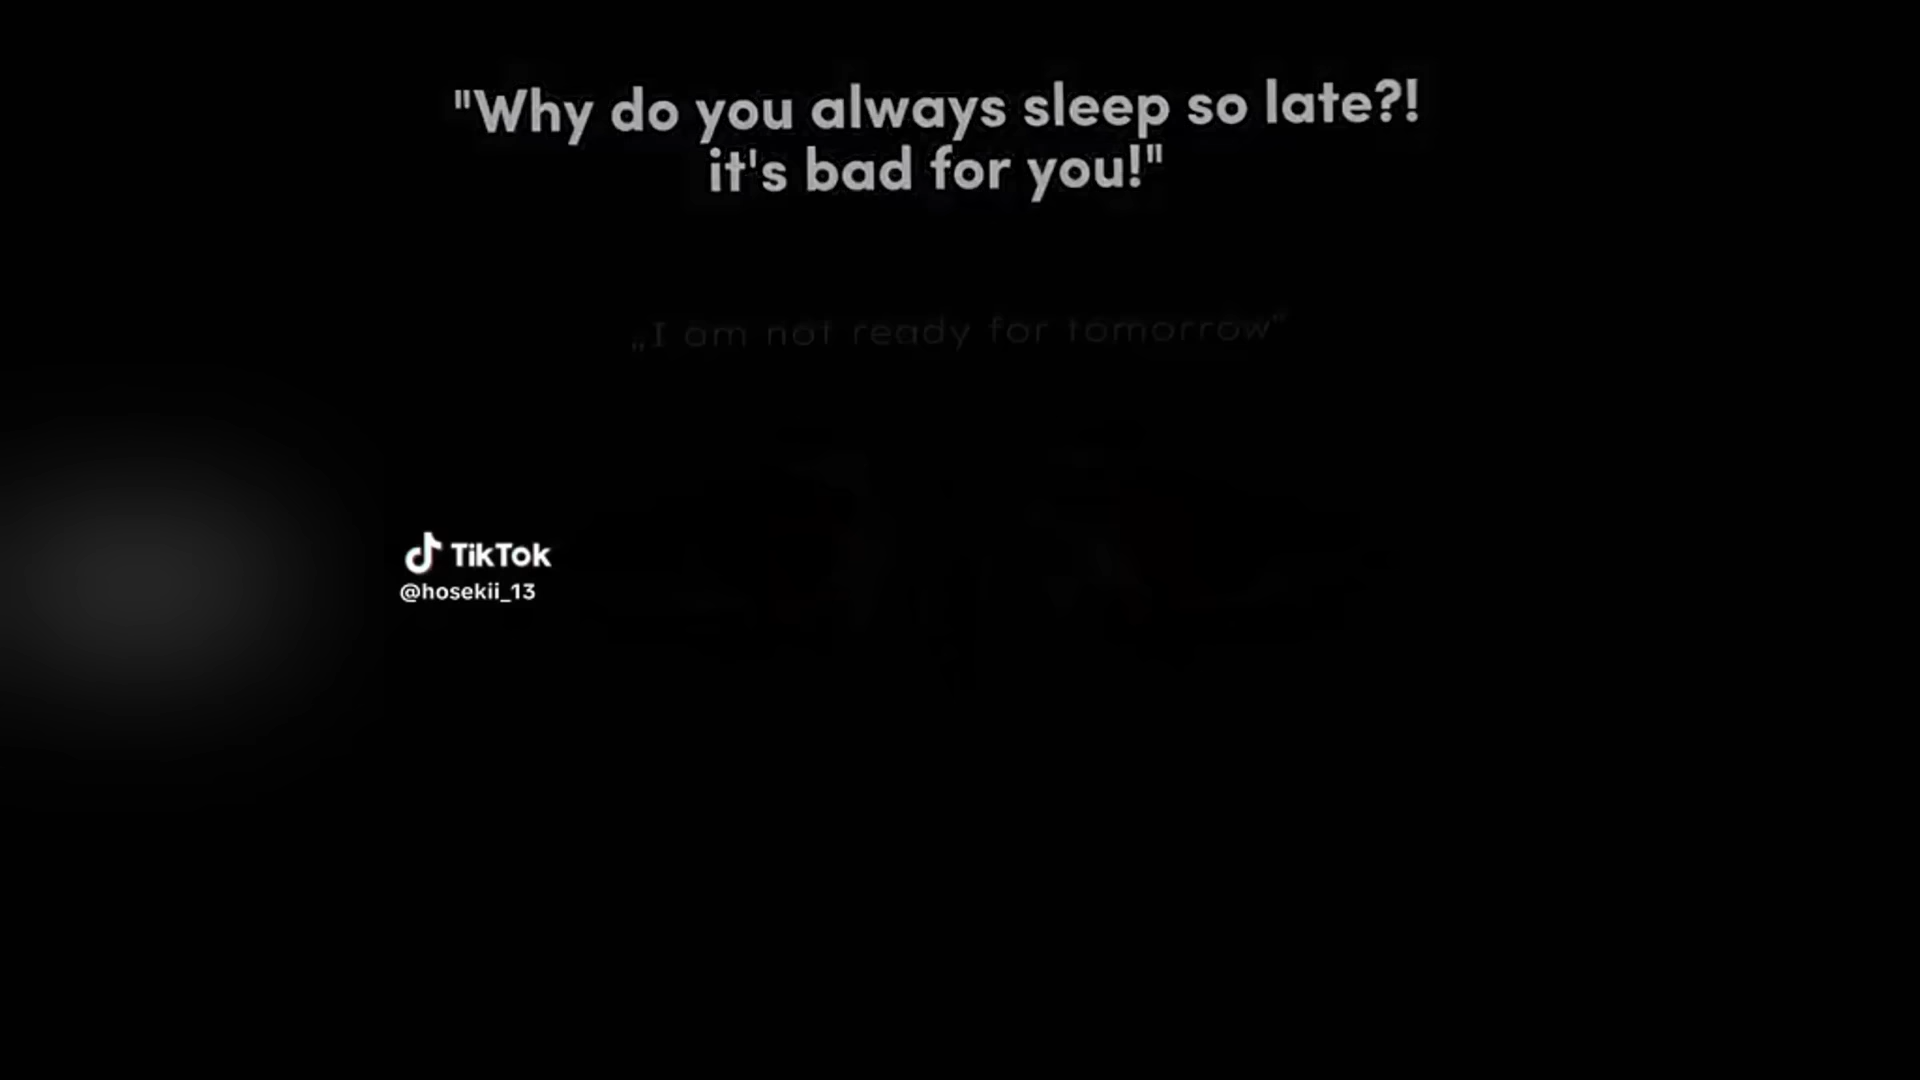 "Why do you always sleep so late?!
it's bad for you!"
„I am not ready for tomorrow"
TikTok
@hosekii_13